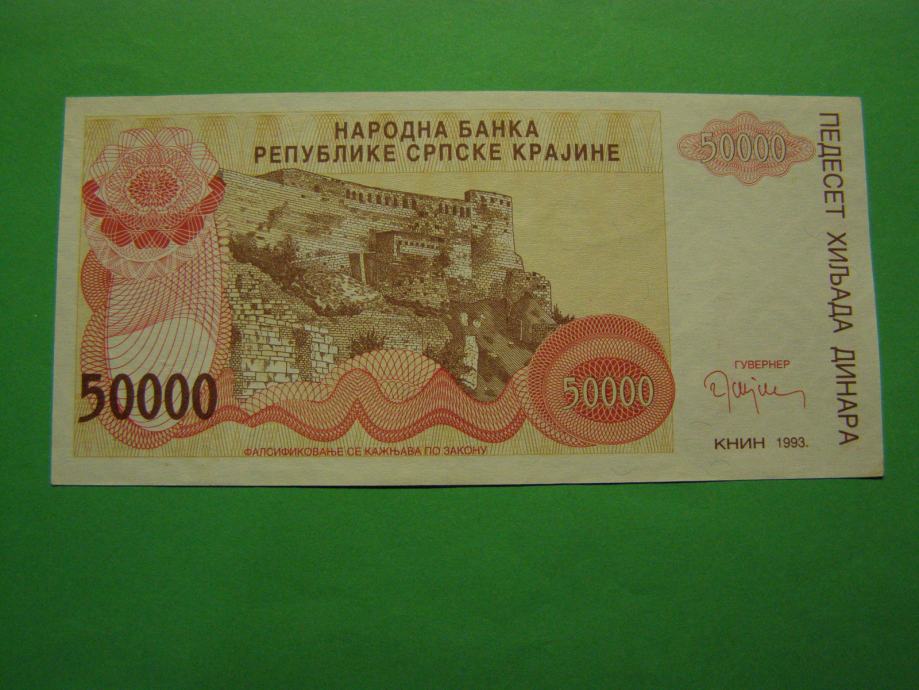 НАРОДНА БАНКА
РЕПУБЛИКЕ СРПСКЕ КРАЈИНЕ
50000
ПЕДЕСЕТ ХИЉАДА ДИНАРА
50000
50000
ГУВЕРНЕР
КНИН 1993.
ФАЛСИФИКОВАЊЕ СЕ КАЖЊАВА ПО ЗАКОНУ